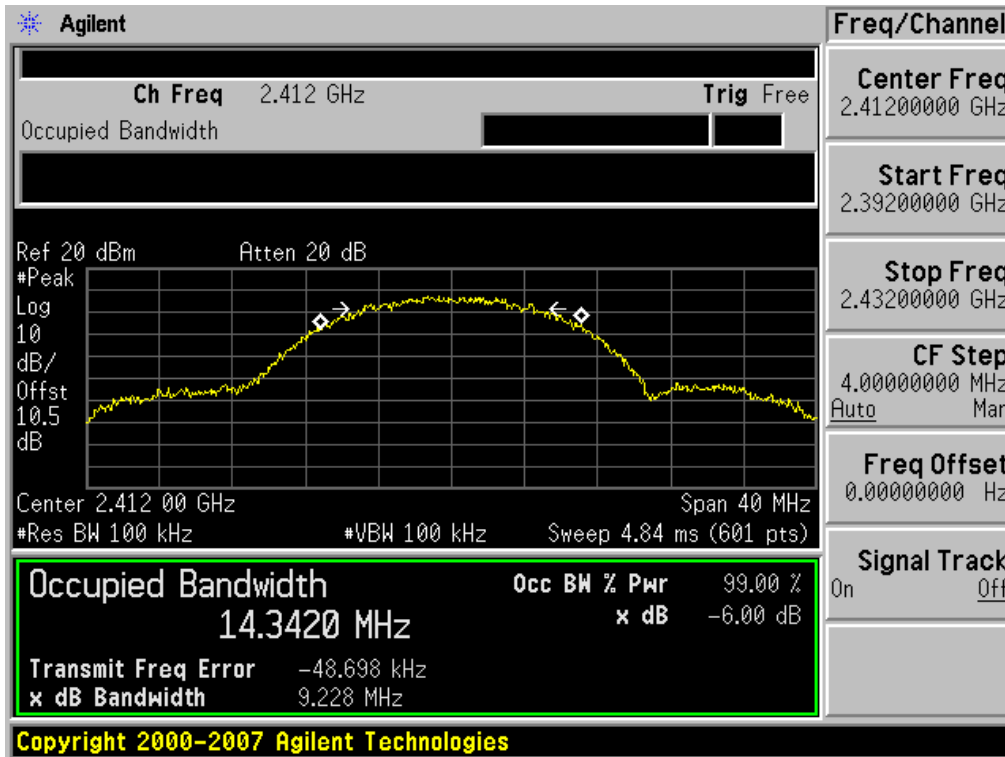 Agilent
Freq/Channel
Ch Freq 2.412 GHz Trig Free
Occupied Bandwidth
Center Freq
2.41200000 GHz
Start Freq
2.39200000 GHz
Stop Freq
2.43200000 GHz
CF Step
4.00000000 MHz
Auto Man
Freq Offset
0.00000000 Hz
Signal Track
On Off
Ref 20 dBm Atten 20 dB
#Peak
Log
10
dB/
Offst
10.5
dB
Center 2.412 00 GHz Span 40 MHz
#Res BW 100 kHz #VBW 100 kHz Sweep 4.84 ms (601 pts)
Occupied Bandwidth
14.3420 MHz
Occ BW % Pwr 99.00 %
x dB -6.00 dB
Transmit Freq Error -48.698 kHz
x dB Bandwidth 9.228 MHz
Copyright 2000-2007 Agilent Technologies